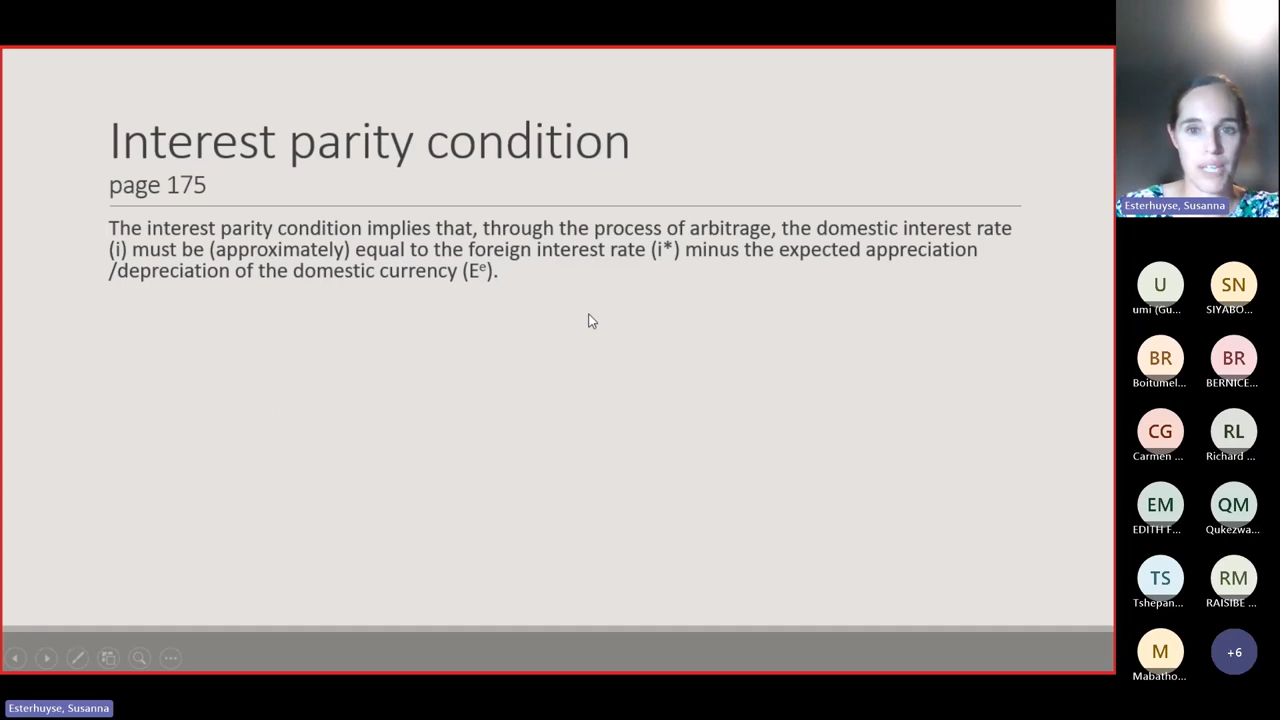 Interest parity condition
page 175
The interest parity condition implies that, through the process of arbitrage, the domestic interest rate
(i) must be (approximately) equal to the foreign interest rate (i*) minus the expected appreciation
/depreciation of the domestic currency (Eᵉ).
Esterhuyse, Susanna
U
SN
umi (Gu...
SIYABO...
BR
BR
Boitumel...
BERNICE...
CG
RL
Carmen ...
Richard ...
EM
QM
EDITH F...
Qukezwa...
TS
RM
Tshepan...
RAISIBE ...
M
+6
Mabatho...
Esterhuyse, Susanna